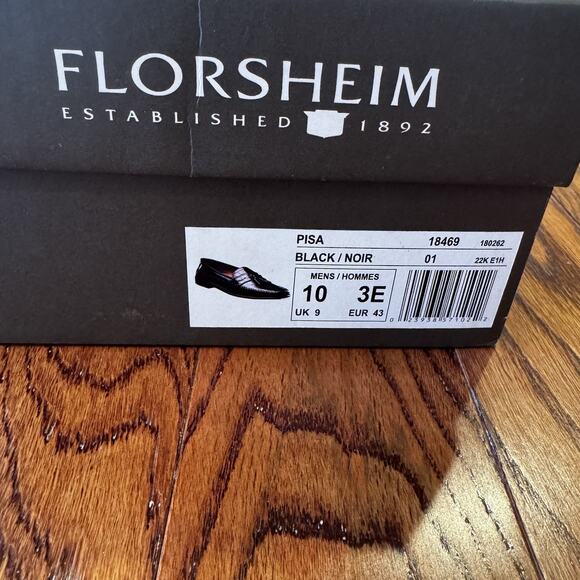 FLORSHEIM
ESTABLISHED 1892
PISA 18469 180262
BLACK / NOIR 01 22K E1H
MENS / HOMMES
10 3E
UK 9 EUR 43